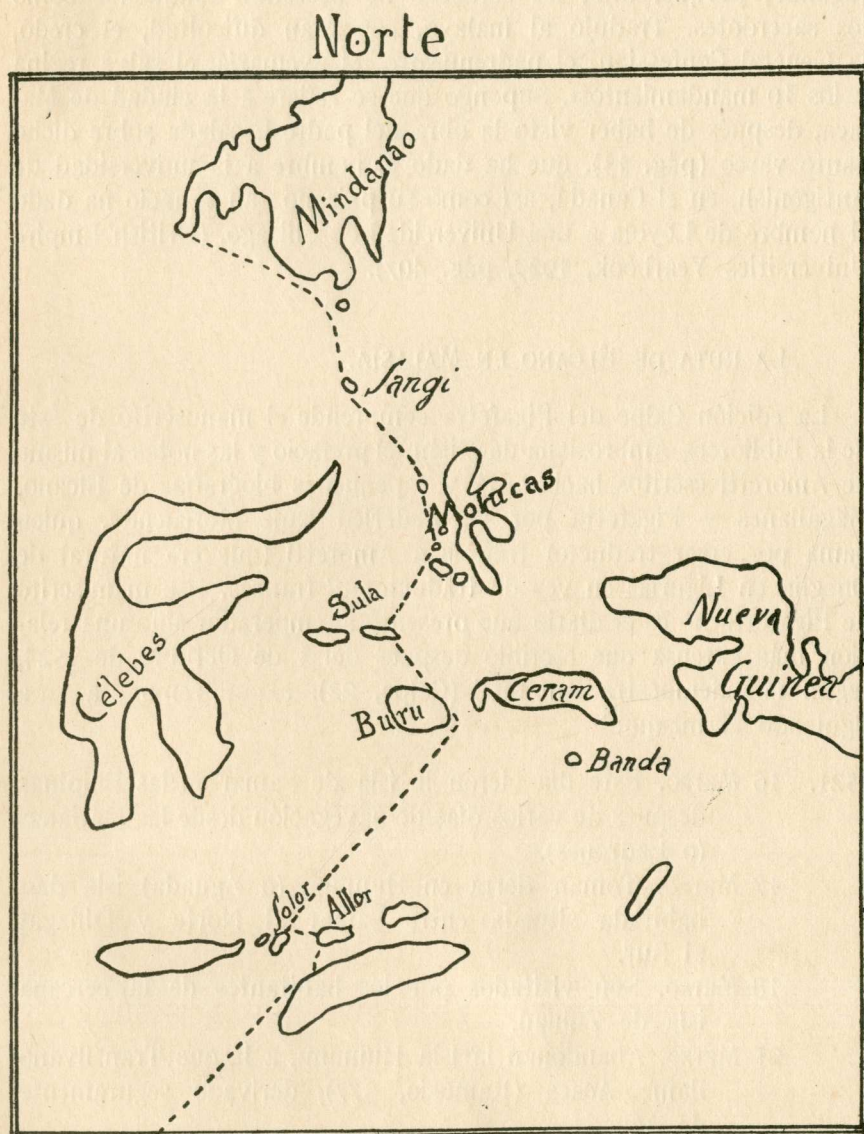 Norte
Mindanao
Sangi
Molucas
Sula
Célebes
Nueva
Guinea
Ceram
Buru
Banda
Solor
Allor